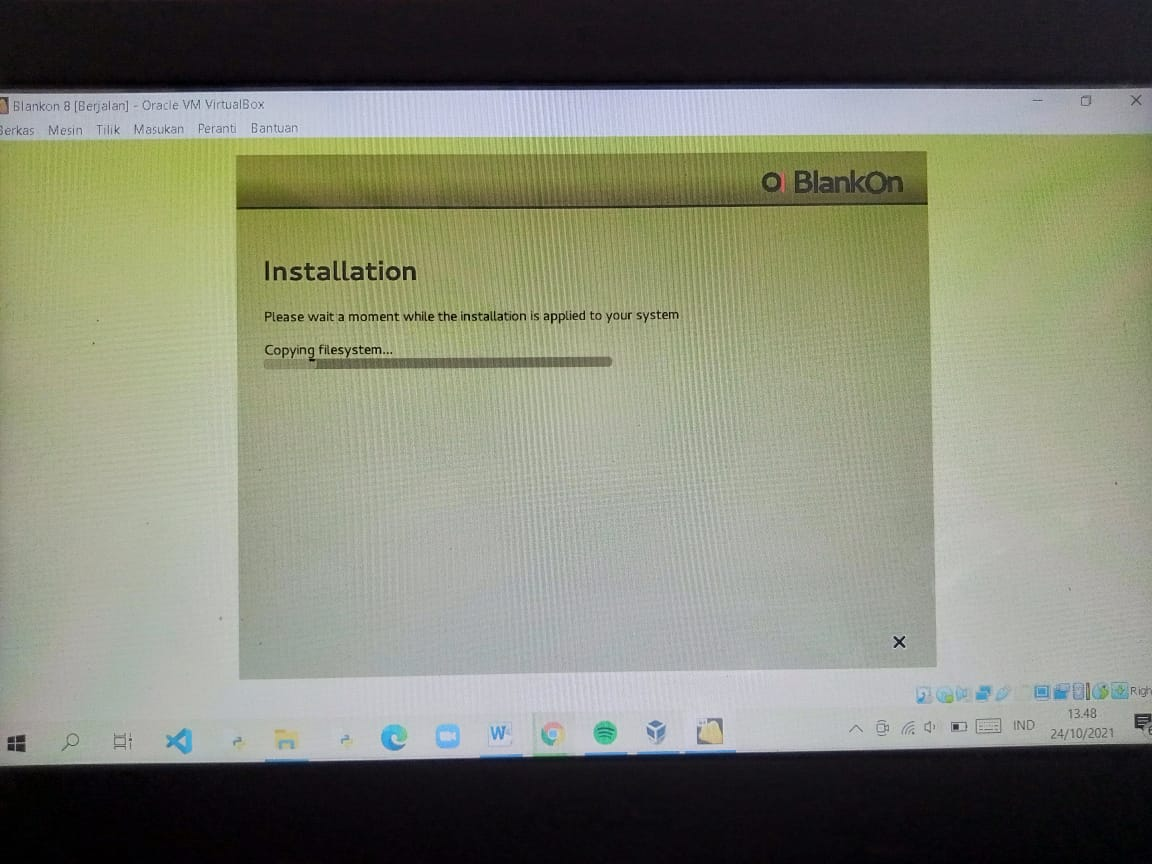 Blankon 8 [Berjalan] - Oracle VM VirtualBox
Berkas Mesin Tilik Masukan Peranti Bantuan
BlankOn
Installation
Please wait a moment while the installation is applied to your system
Copying filesystem...
Righ
IND
13.48
24/10/2021